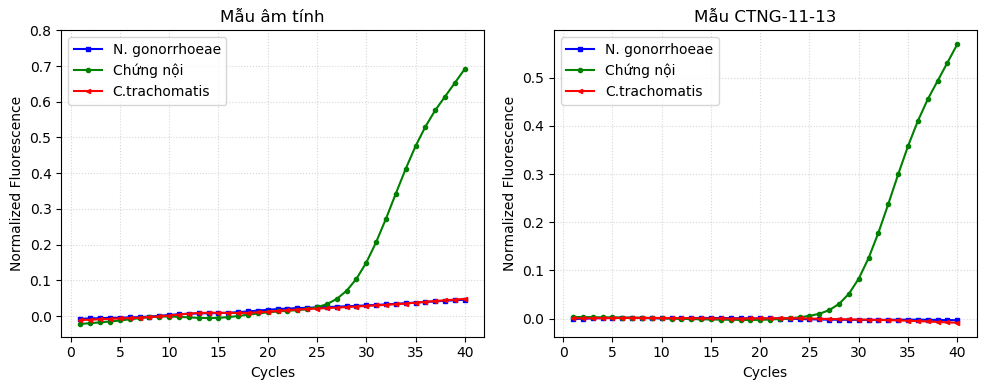 Mẫu âm tính
Normalized Fluorescence
0.8
0.7
0.6
0.5
0.4
0.3
0.2
0.1
0.0
N. gonorrhoeae
Chứng nội
C.trachomatis
0 5 10 15 20 25 30 35 40
Cycles
Mẫu CTNG-11-13
Normalized Fluorescence
0.5
0.4
0.3
0.2
0.1
0.0
N. gonorrhoeae
Chứng nội
C.trachomatis
0 5 10 15 20 25 30 35 40
Cycles